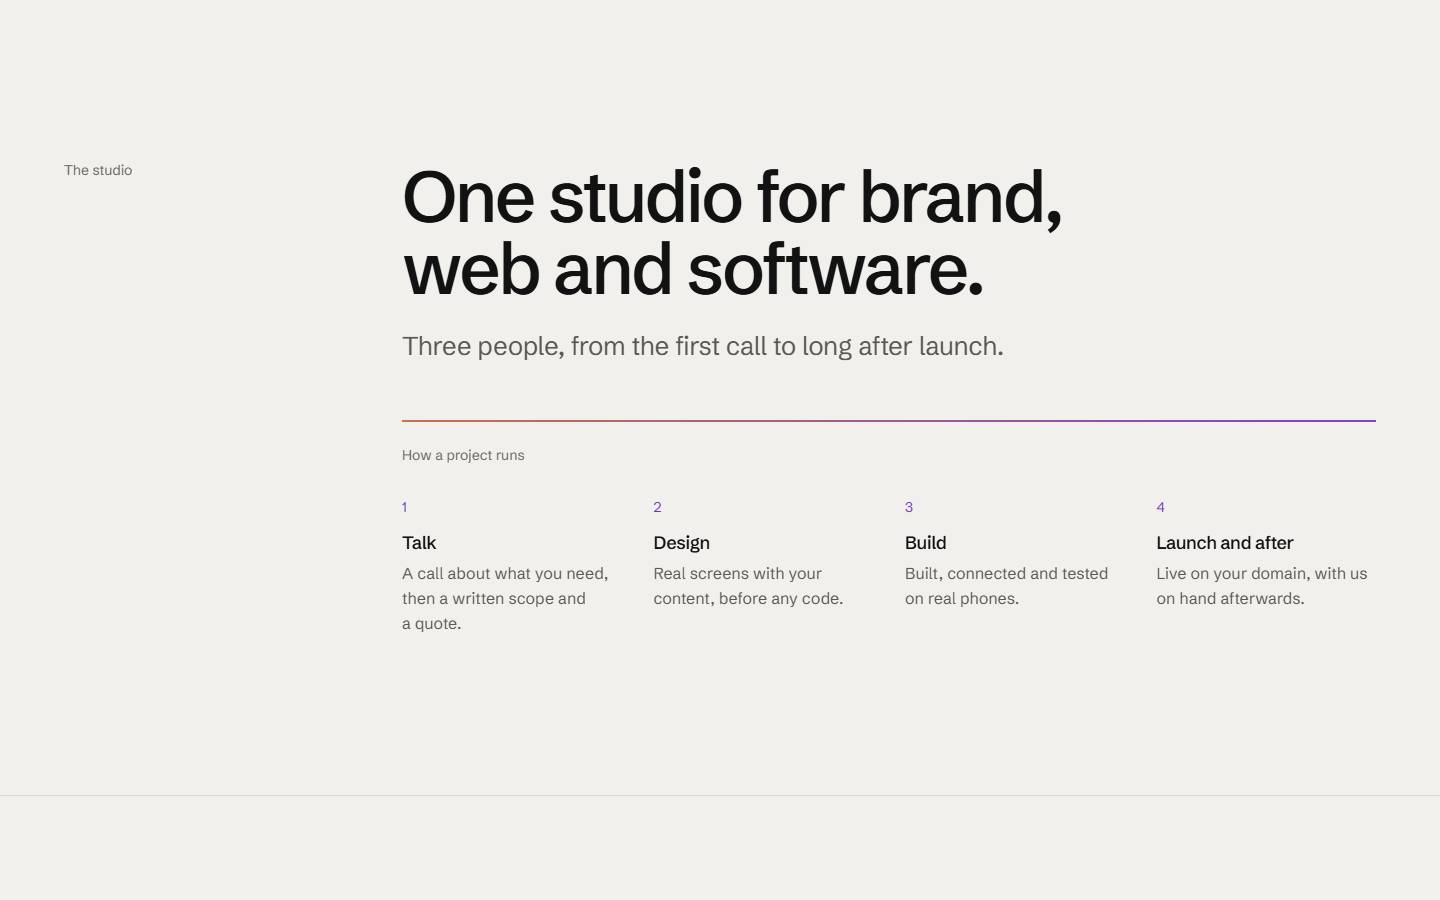 The studio
One studio for brand,
web and software.
Three people, from the first call to long after launch.
How a project runs
1
Talk
A call about what you need,
then a written scope and
a quote.
2
Design
Real screens with your
content, before any code.
3
Build
Built, connected and tested
on real phones.
4
Launch and after
Live on your domain, with us
on hand afterwards.